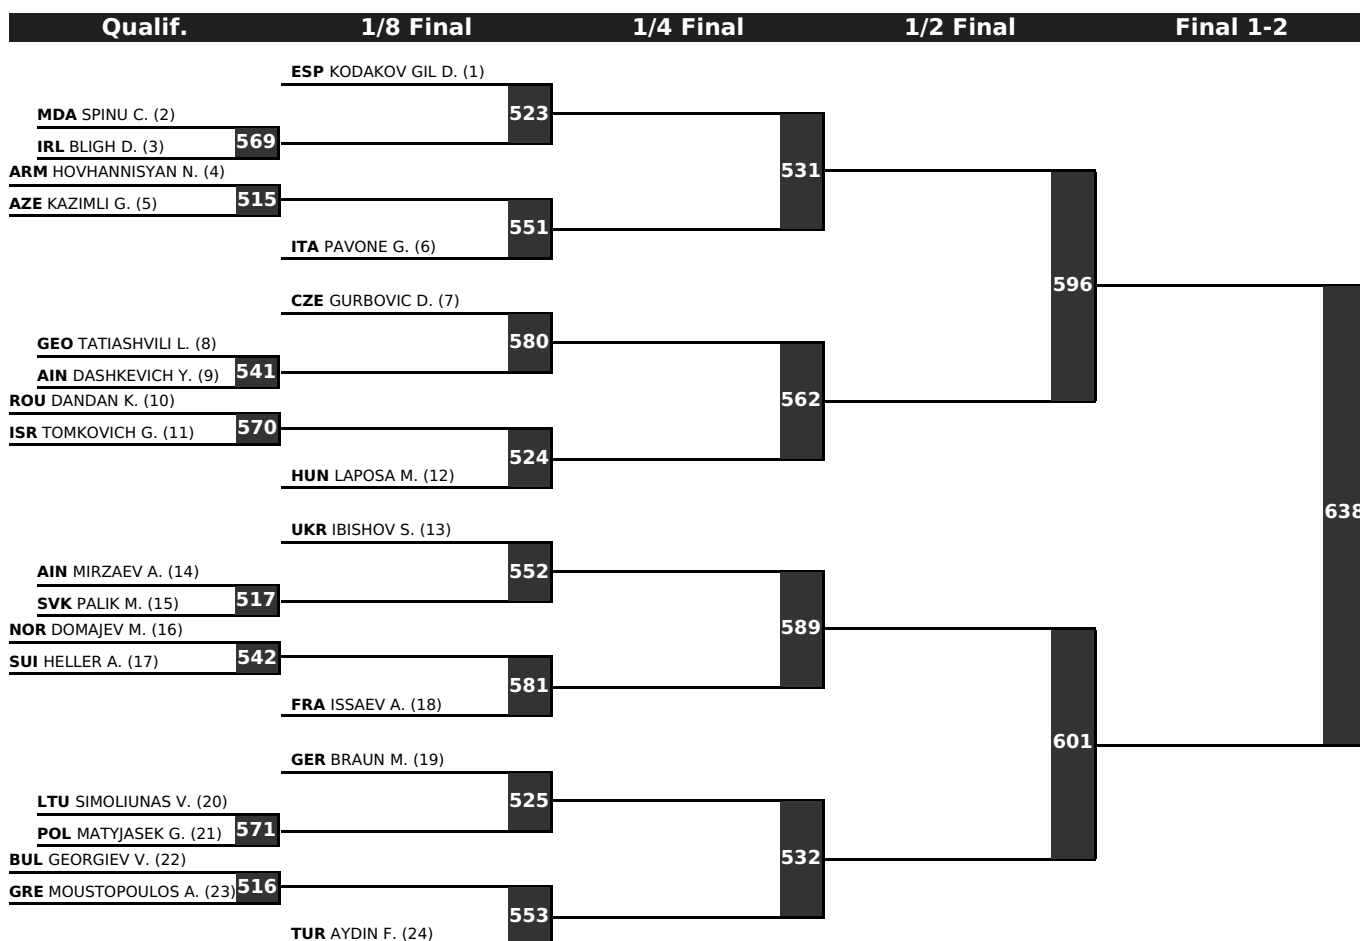 Qualif. 1/8 Final 1/4 Final 1/2 Final Final 1-2
ESP KODAKOV GIL D. (1)
523
MDA SPINU C. (2)
569
IRL BLIGH D. (3)
531
ARM HOVHANNISYAN N. (4)
515
AZE KAZIMLI G. (5)
551
ITA PAVONE G. (6)
596
CZE GURBOVIC D. (7)
580
GEO TATIASHVILI L. (8)
541
AIN DASHKEVICH Y. (9)
562
ROU DANDAN K. (10)
570
ISR TOMKOVICH G. (11)
524
HUN LAPOSA M. (12)
638
UKR IBISHOV S. (13)
552
AIN MIRZAEV A. (14)
517
SVK PALIK M. (15)
589
NOR DOMAJEV M. (16)
542
SUI HELLER A. (17)
581
FRA ISSAEV A. (18)
601
GER BRAUN M. (19)
525
LTU SIMOLIUNAS V. (20)
571
POL MATYJASEK G. (21)
532
BUL GEORGIEV V. (22)
516
GRE MOUSTOPOULOS A. (23)
553
TUR AYDIN F. (24)